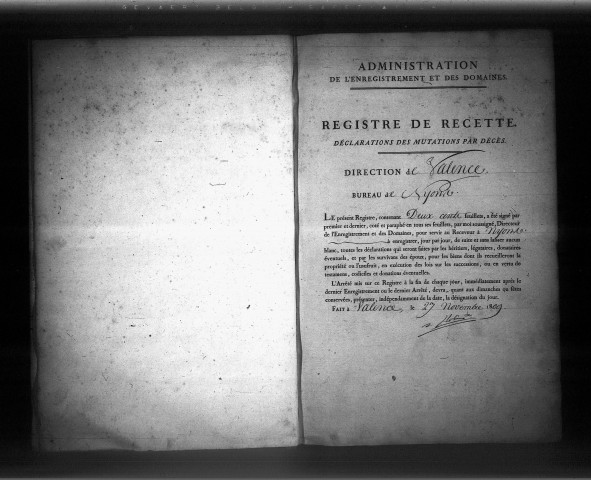 ADMINISTRATION
DE L'ENREGISTREMENT ET DES DOMAINES.
REGISTRE DE RECETTE.
DÉCLARATIONS DES MUTATIONS PAR DÉCÈS.
DIRECTION de Valence
BUREAU de Nyons
LE présent Registre, contenant Deux cents feuillets, a été signé par
premier et dernier, coté et paraphé en tous ses feuillets, par moi soussigné, Directeur
de l'Enregistrement et des Domaines, pour servir au Receveur à Nyons
à enregistrer, jour par jour, de suite et sans laisser aucun
blanc, toutes les déclarations qui seront faites par les héritiers, légataires, donataires
éventuels, et par les survivans des époux, pour les biens dont ils recueilleront la
propriété ou l'usufruit, en exécution des lois sur les successions, ou en vertu de
testamens, codicilles et donations éventuelles.
L'Arrêté mis sur ce Registre à la fin de chaque jour, immédiatement après le
dernier Enregistrement ou le dernier Arrêté, devra, quant aux dimanches ou fêtes
conservées, présenter, indépendamment de la date, la désignation du jour.
FAIT à Valence, le 27 Novembre